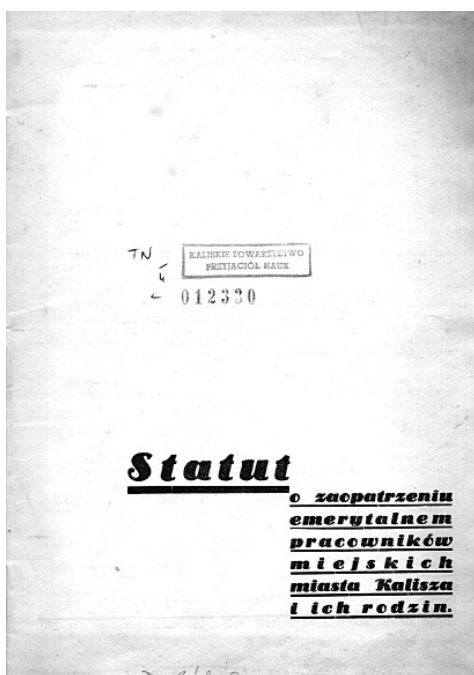 TN
KALISKIE TOWARZYSTWO
PRZYJACIÓŁ NAUK
012330
Statut
o zaopatrzeniu
emerytalnem
pracowników
miejskich
miasta Kalisza
i ich rodzin.